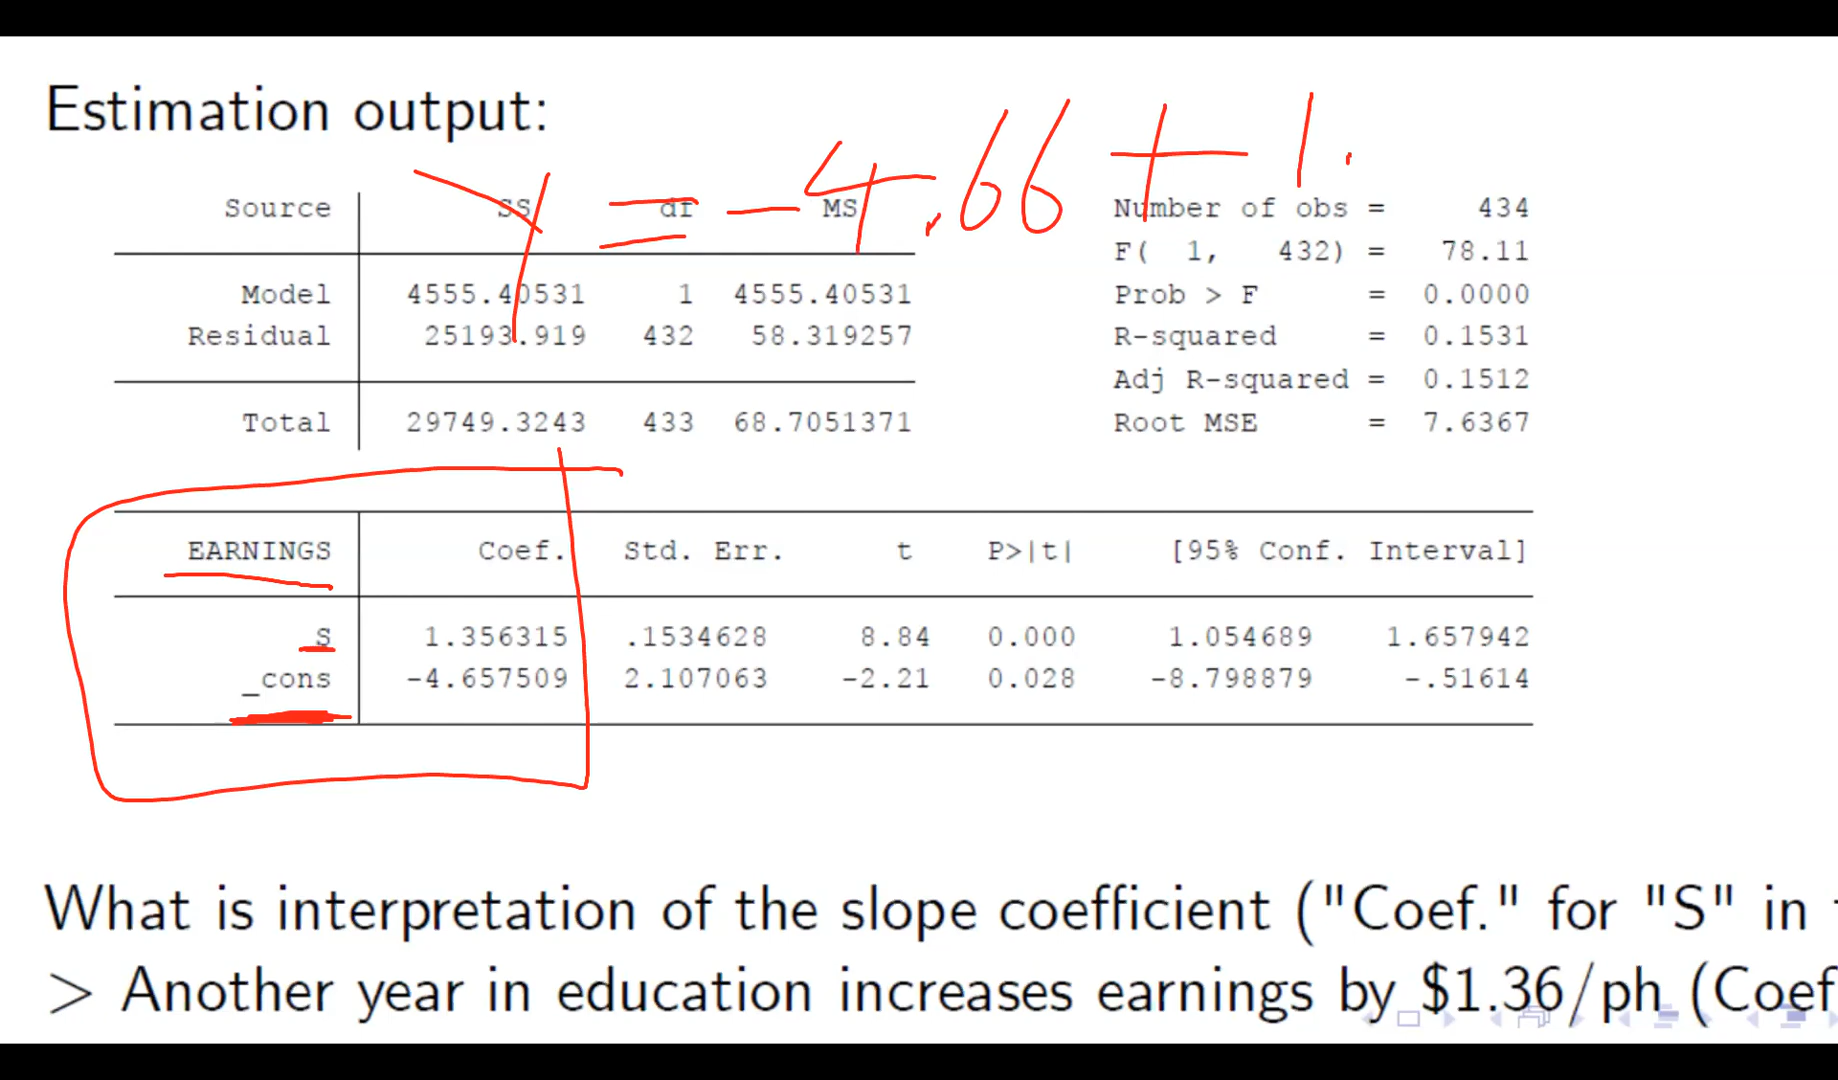 Estimation output:
Y = -4.66 + 1.
Source | SS df MS Number of obs = 434
F( 1, 432) = 78.11
Model | 4555.40531 1 4555.40531 Prob > F = 0.0000
Residual | 25193.919 432 58.319257 R-squared = 0.1531
Adj R-squared = 0.1512
Total | 29749.3243 433 68.7051371 Root MSE = 7.6367
EARNINGS | Coef. Std. Err. t P>|t| [95% Conf. Interval]
S | 1.356315 .1534628 8.84 0.000 1.054689 1.657942
_cons | -4.657509 2.107063 -2.21 0.028 -8.798879 -.51614
What is interpretation of the slope coefficient ("Coef." for "S" in
> Another year in education increases earnings by $1.36/ph (Coef